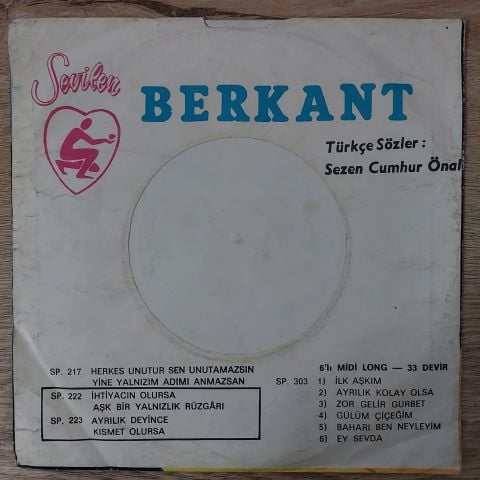 Sevilen
BERKANT
Türkçe Sözler :
Sezen Cumhur Önal
SP. 217 HERKES UNUTUR SEN UNUTAMAZSIN
YİNE YALNIZIM ADIMI ANMAZSAN
SP. 222 İHTİYACIN OLURSA
AŞK BİR YALNIZLIK RÜZGÂRI
SP. 223 AYRILIK DEYİNCE
KISMET OLURSA
6'lı MİDİ LONG — 33 DEVİR
SP. 303 1) İLK AŞKIM
2) AYRILIK KOLAY OLSA
3) ZOR GELİR GURBET
4) GÜLÜM ÇİÇEĞİM
5) BAHARI BEN NEYLEYİM
6) EY SEVDA